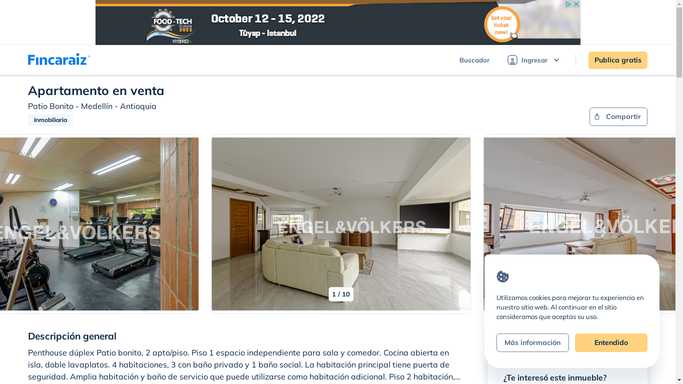 FOOD-TECH
October 12 - 15, 2022
Tüyap - Istanbul
Get your
ticket
now!
Fincaraiz
Buscador
Ingresar
Publica gratis
Apartamento en venta
Patio Bonito - Medellín - Antioquia
Inmobiliaria
Compartir
ENGEL&VÖLKERS
ENGEL&VÖLKERS
ENGEL&VÖLKERS
1 / 10
Utilizamos cookies para mejorar tu experiencia en
nuestro sitio web. Al continuar en el sitio
consideramos que aceptas su uso.
Más información
Entendido
Descripción general
Penthouse dúplex Patio bonito, 2 apto/piso. Piso 1 espacio independiente para sala y comedor. Cocina abierta en
isla, doble lavaplatos. 4 habitaciones, 3 con baño privado y 1 baño social. La habitación principal tiene puerta de
seguridad. Amplia habitación y baño de servicio que puede utilizarse como habitación adicional. Piso 2 habitación,...
¿Te interesó este inmueble?